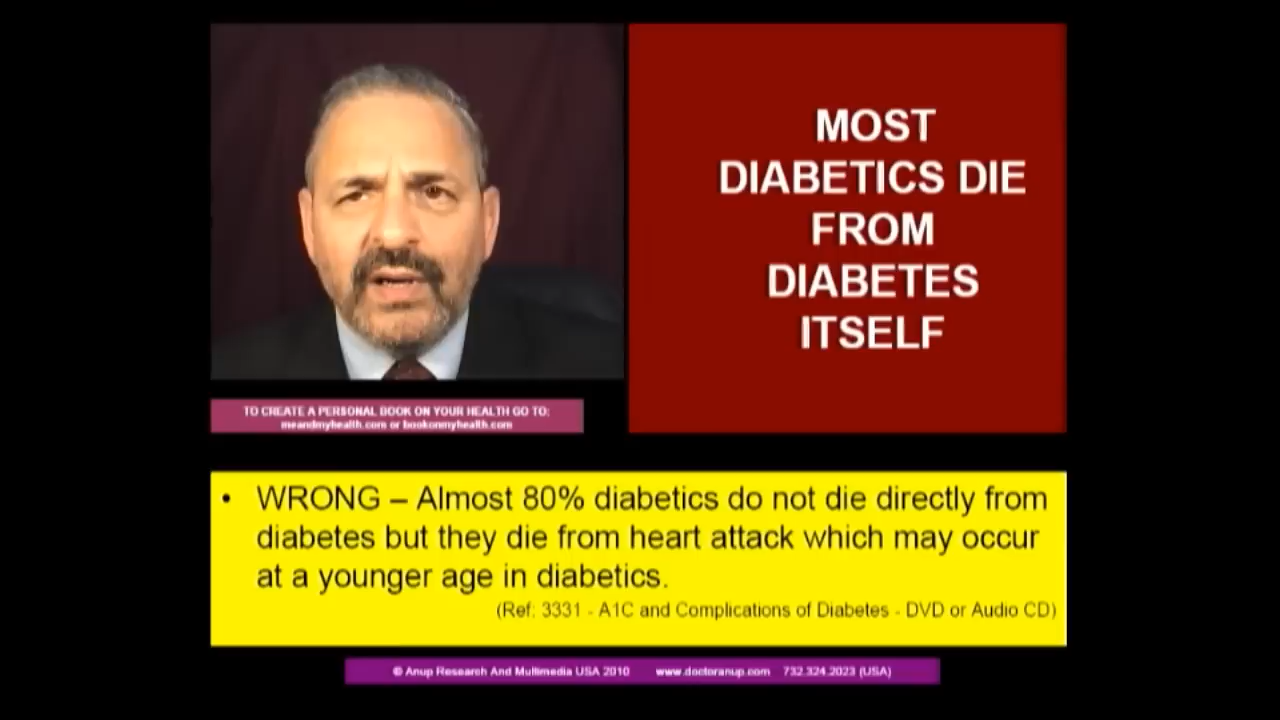 MOST
DIABETICS DIE
FROM
DIABETES
ITSELF
TO CREATE A PERSONAL BOOK ON YOUR HEALTH GO TO:
meandmyhealth.com or bookonmyhealth.com
• WRONG – Almost 80% diabetics do not die directly from
diabetes but they die from heart attack which may occur
at a younger age in diabetics.
(Ref: 3331 - A1C and Complications of Diabetes - DVD or Audio CD)
© Anup Research And Multimedia USA 2010 www.doctoranup.com 732.324.2023 (USA)